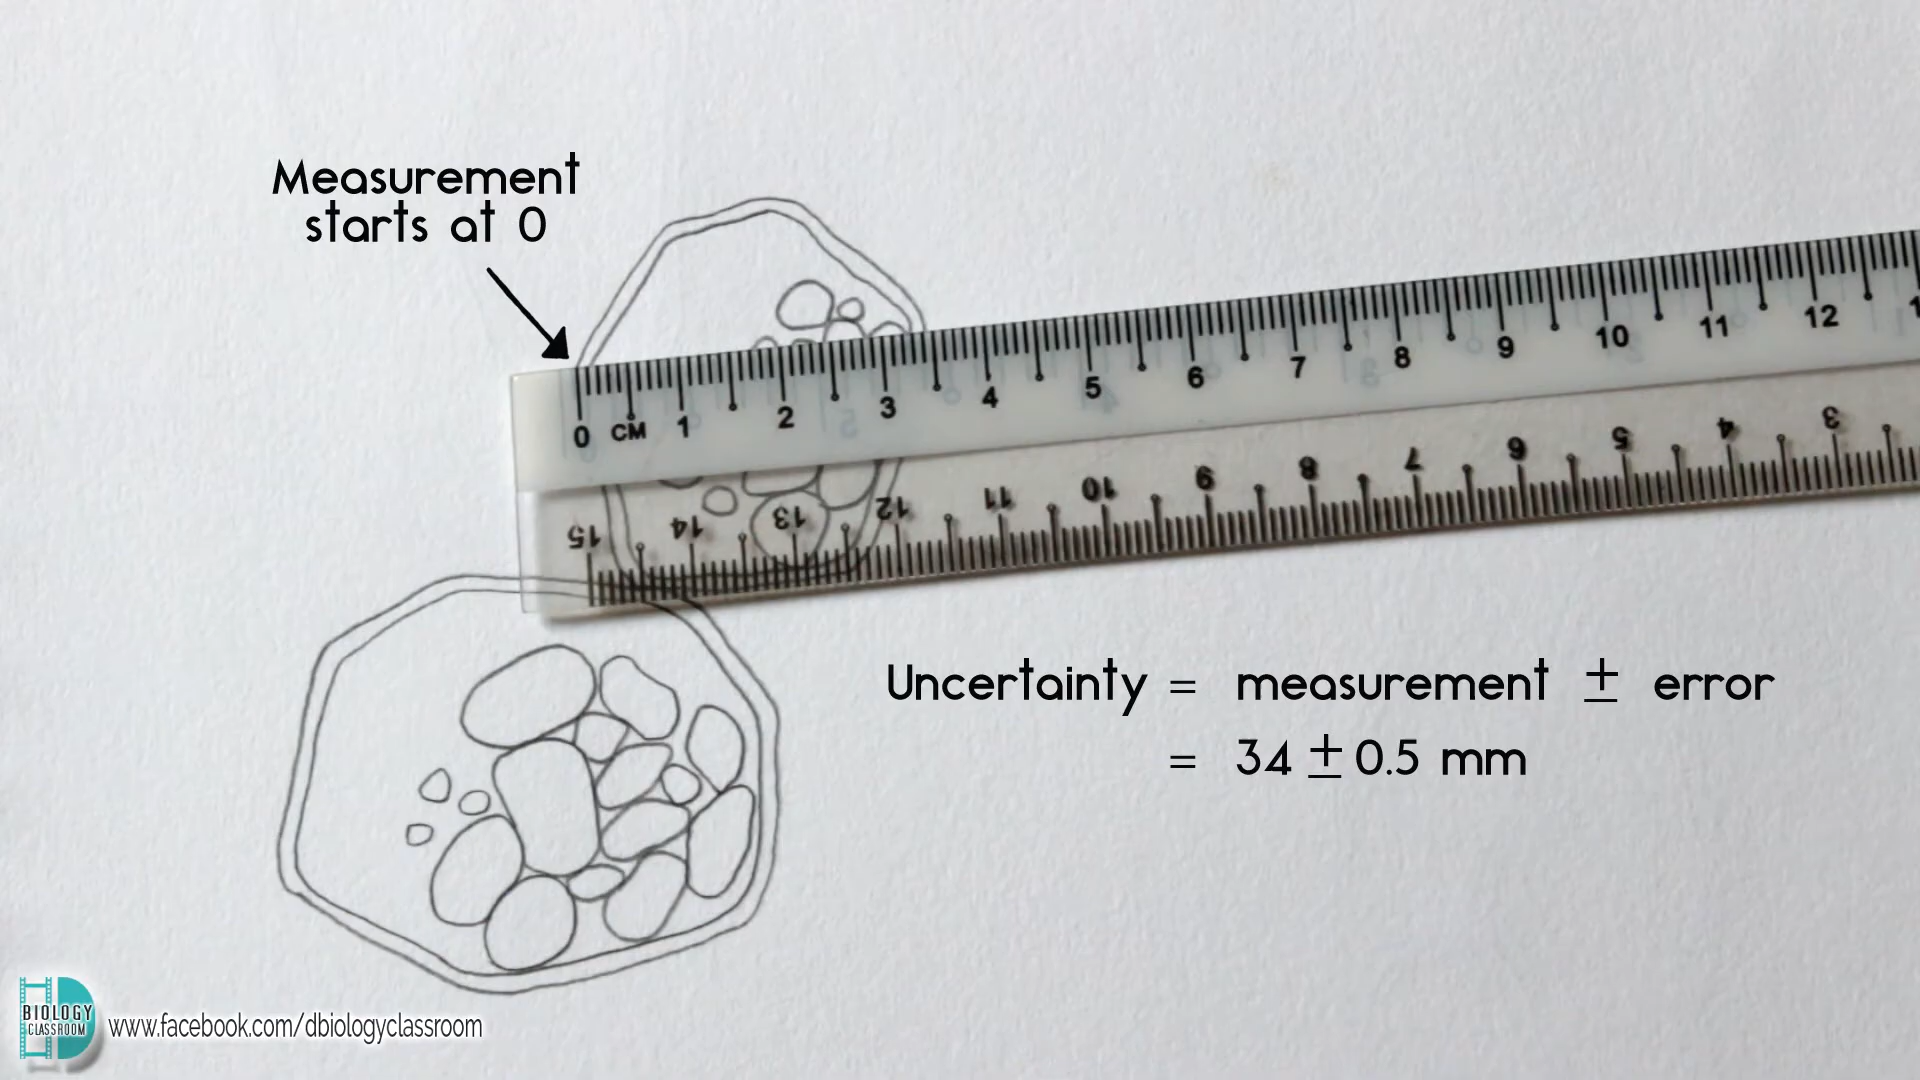 Measurement
starts at 0
0 CM 1 2 3 4 5 6 7 8 9 10 11 12
15 14 13 12 11 10 9 8 7 6 5 4 3
Uncertainty = measurement ± error
= 34 ± 0.5 mm
BIOLOGY
CLASSROOM
www.facebook.com/dbiologyclassroom